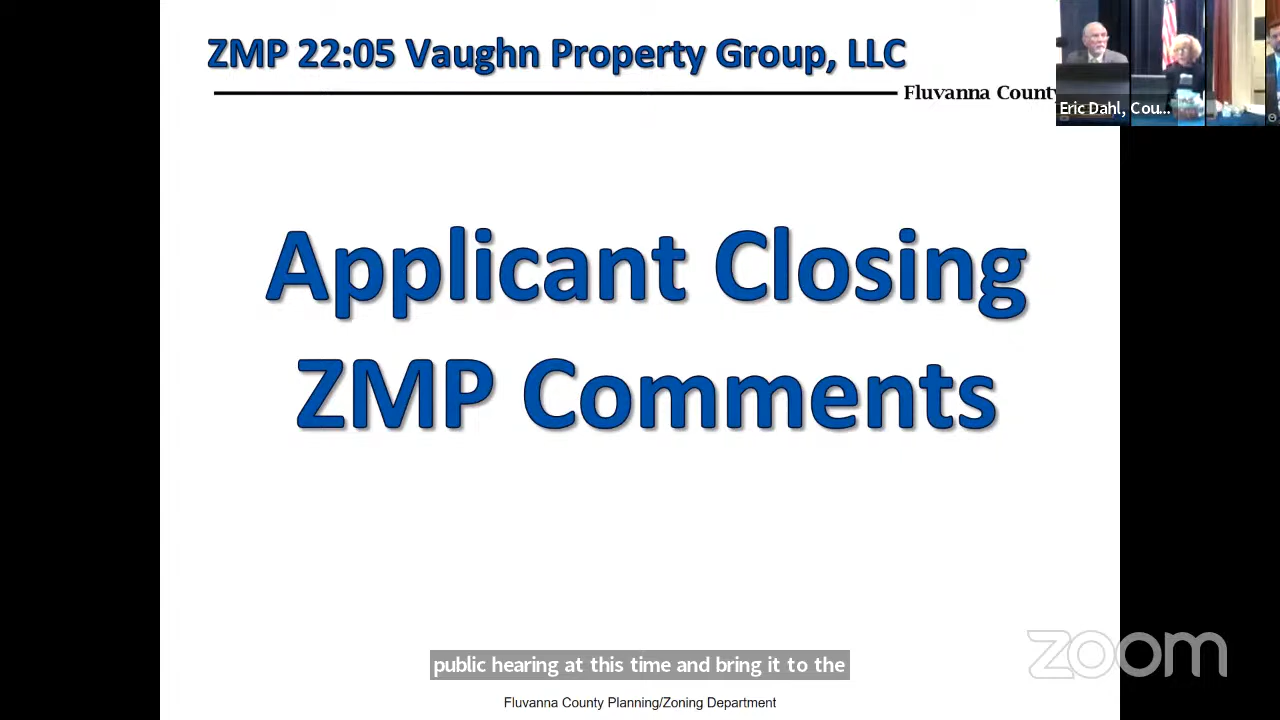 ZMP 22:05 Vaughn Property Group, LLC
Fluvanna County
Eric Dahl, Cou...
Applicant Closing
ZMP Comments
zoom
public hearing at this time and bring it to the
Fluvanna County Planning/Zoning Department